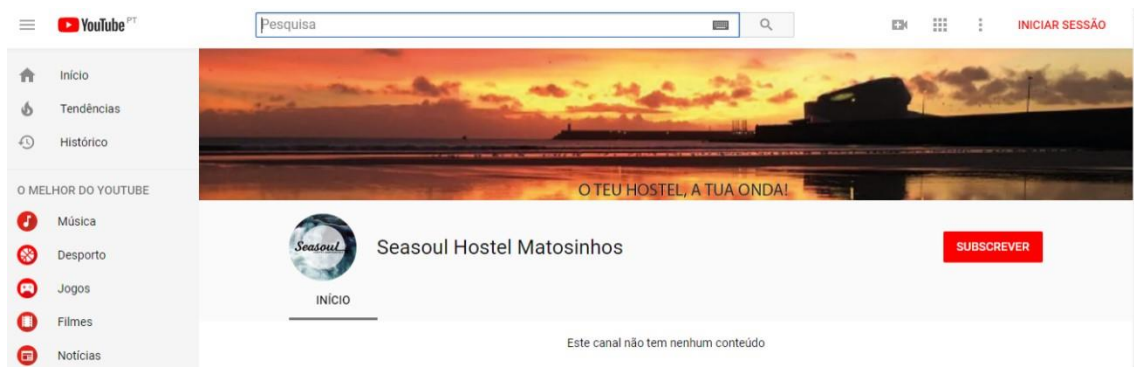 YouTube PT
Pesquisa
INICIAR SESSÃO
Início
Tendências
Histórico
O MELHOR DO YOUTUBE
Música
Desporto
Jogos
Filmes
Notícias
O TEU HOSTEL, A TUA ONDA!
Seasoul
Seasoul Hostel Matosinhos
SUBSCREVER
INÍCIO
Este canal não tem nenhum conteúdo